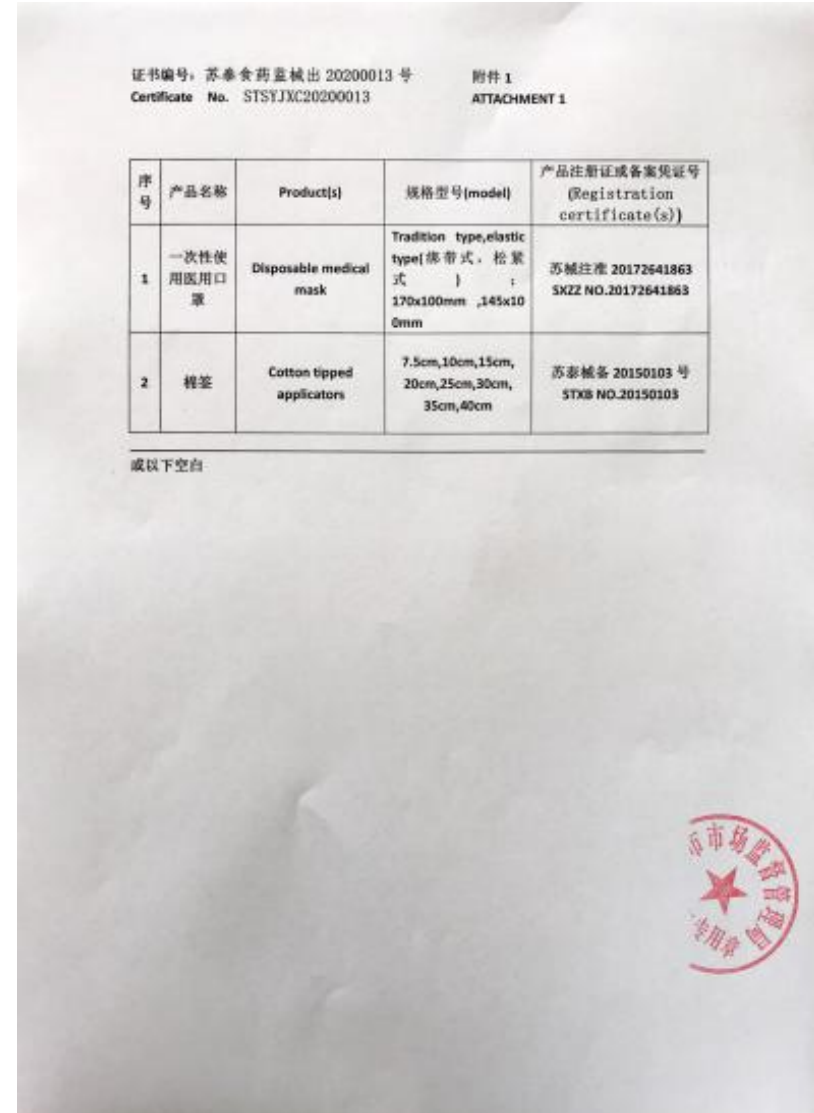 证书编号：苏泰食药监械出 20200013 号
附件 1
Certificate No. STSYJXC20200013
ATTACHMENT 1
序号
产品名称
Product(s)
规格型号(model)
产品注册证或备案凭证号
(Registration
certificate(s))
1
一次性使
用医用口
罩
Disposable medical
mask
Tradition type,elastic
type(绑带式，松紧
式）；
170x100mm ,145x10
0mm
苏械注准 20172641863
SXZZ NO.20172641863
2
棉签
Cotton tipped
applicators
7.5cm,10cm,15cm,
20cm,25cm,30cm,
35cm,40cm
苏泰械备 20150103 号
STXB NO.20150103
或以下空白
市市场监督管理局
专用章